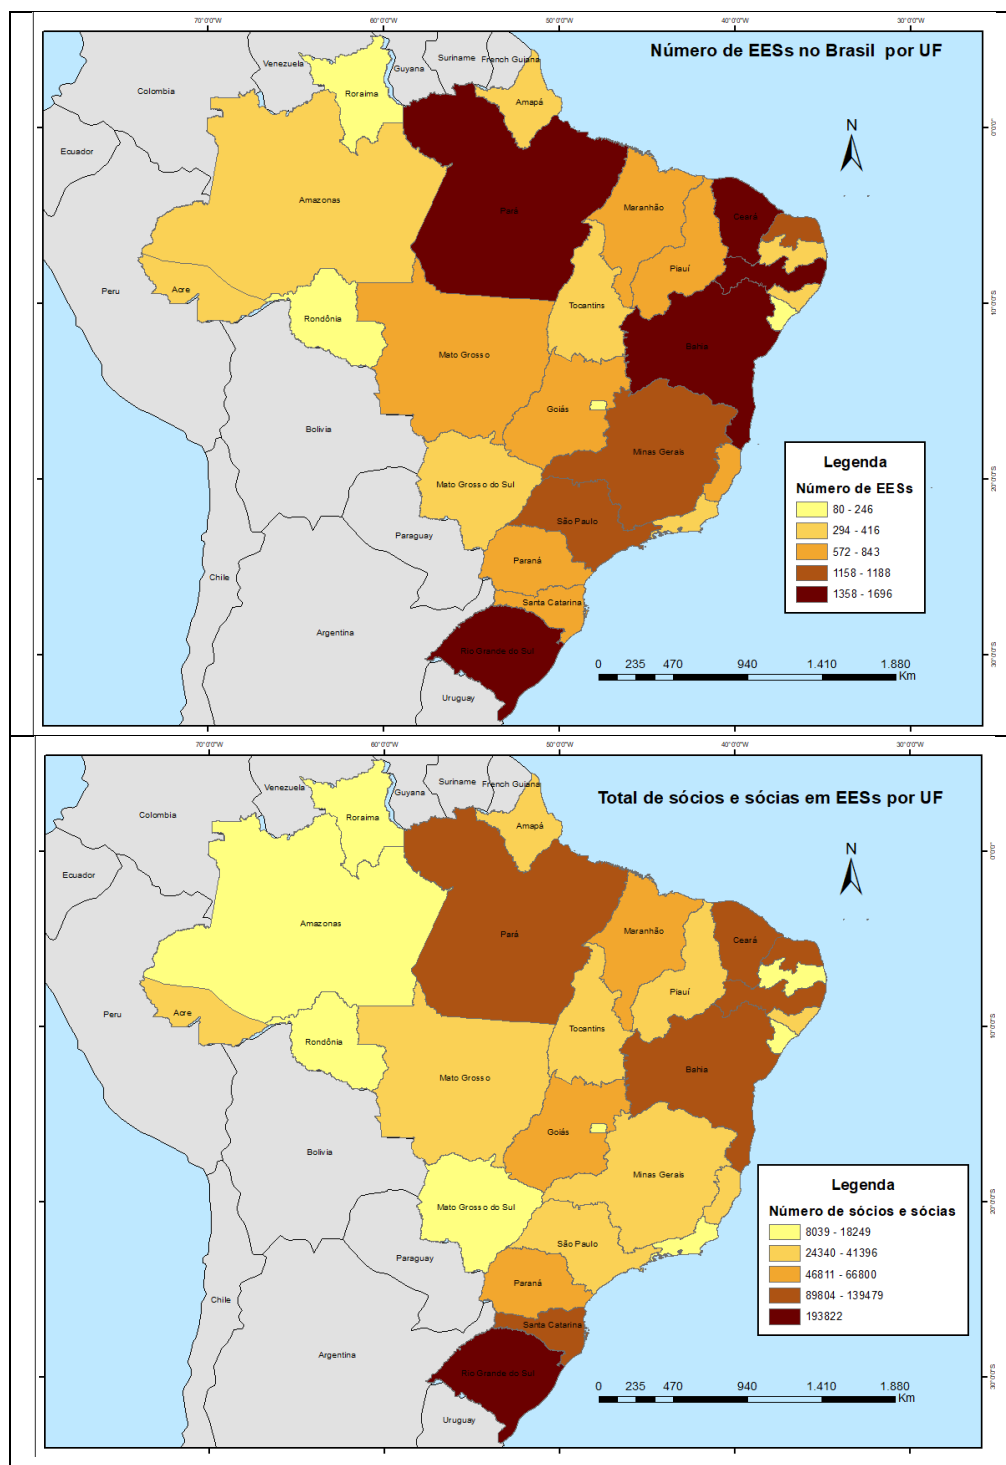 70°0'0"W 60°0'0"W 50°0'0"W 40°0'0"W 30°0'0"W
Número de EESs no Brasil por UF
Venezuela
Guyana
Suriname
French Guiana
Colombia
Roraima
Amapá
N
0°0'0"
Ecuador
Amazonas
Pará
Maranhão
Ceará
Piauí
Peru
Acre
Rondônia
Tocantins
10°0'0"S
Mato Grosso
Bahia
Goiás
Bolivia
Minas Gerais
Mato Grosso do Sul
São Paulo
Paraguay
Paraná
Chile
Santa Catarina
Argentina
Rio Grande do Sul
Uruguay
Legenda
Número de EESs
80 - 246
294 - 416
572 - 843
1158 - 1188
1358 - 1696
20°0'0"S
30°0'0"S
0 235 470 940 1.410 1.880
Km
70°0'0"W 60°0'0"W 50°0'0"W 40°0'0"W 30°0'0"W
Total de sócios e sócias em EESs por UF
Venezuela
Guyana
Suriname
French Guiana
Colombia
Roraima
Amapá
N
0°0'0"
Ecuador
Amazonas
Pará
Maranhão
Ceará
Piauí
Peru
Acre
Rondônia
Tocantins
10°0'0"S
Mato Grosso
Bahia
Goiás
Bolivia
Minas Gerais
Mato Grosso do Sul
São Paulo
Paraguay
Paraná
Chile
Santa Catarina
Argentina
Rio Grande do Sul
Uruguay
Legenda
Número de sócios e sócias
8039 - 18249
24340 - 41396
46811 - 66800
89804 - 139479
193822
20°0'0"S
30°0'0"S
0 235 470 940 1.410 1.880
Km